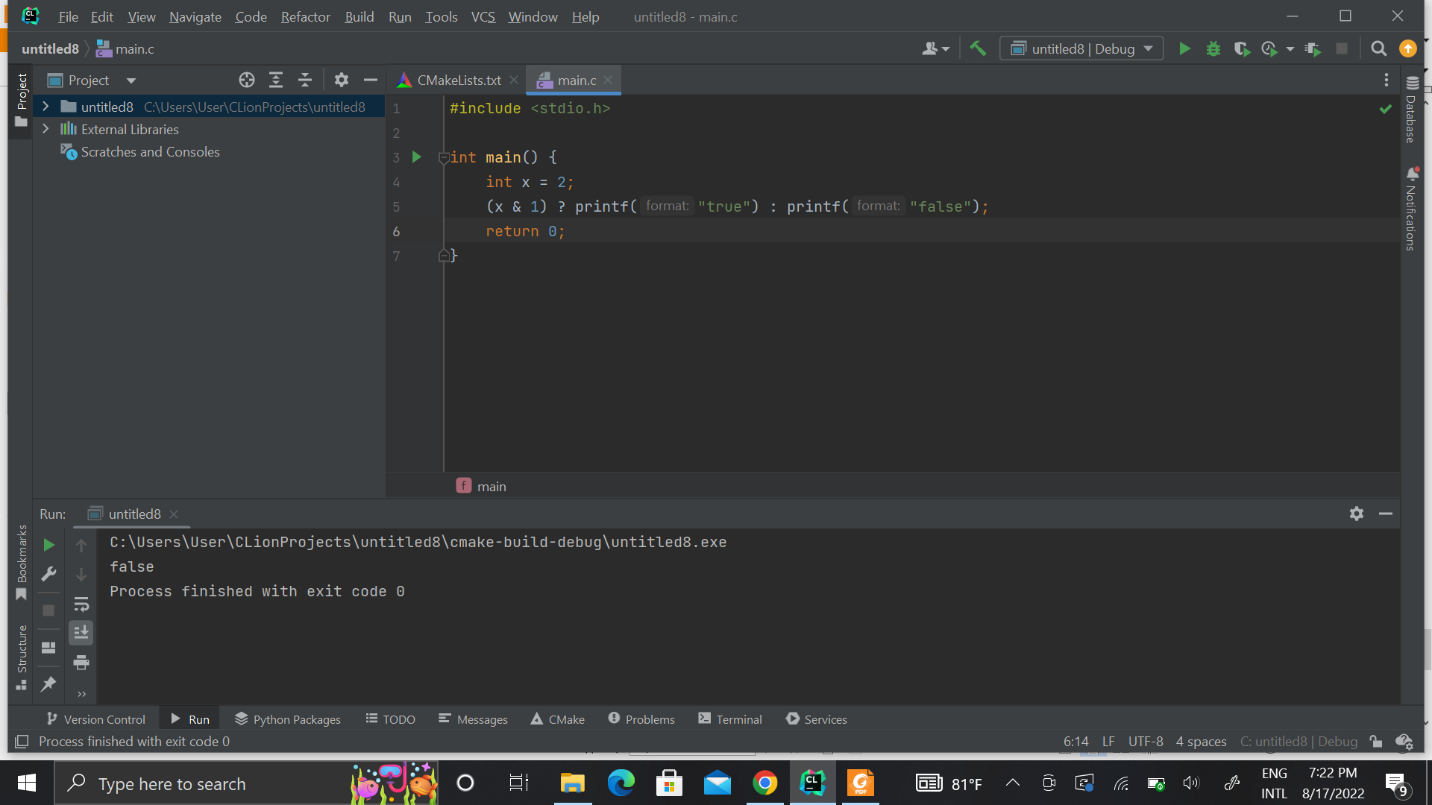 CL File Edit View Navigate Code Refactor Build Run Tools VCS Window Help untitled8 - main.c
untitled8 main.c untitled8 | Debug
Project Project CMakeLists.txt main.c
untitled8 C:\Users\User\CLionProjects\untitled8
External Libraries
Scratches and Consoles
1 #include <stdio.h>
2
3 int main() {
4 int x = 2;
5 (x & 1) ? printf( format: "true") : printf( format: "false");
6 return 0;
7 }
Database
Notifications
f main
Run: untitled8
C:\Users\User\CLionProjects\untitled8\cmake-build-debug\untitled8.exe
false
Process finished with exit code 0
Bookmarks
Structure
Version Control Run Python Packages TODO Messages CMake Problems Terminal Services
Process finished with exit code 0 6:14 LF UTF-8 4 spaces C: untitled8 | Debug
Type here to search CL PDF 81°F ENG 7:22 PM
INTL 8/17/2022 9